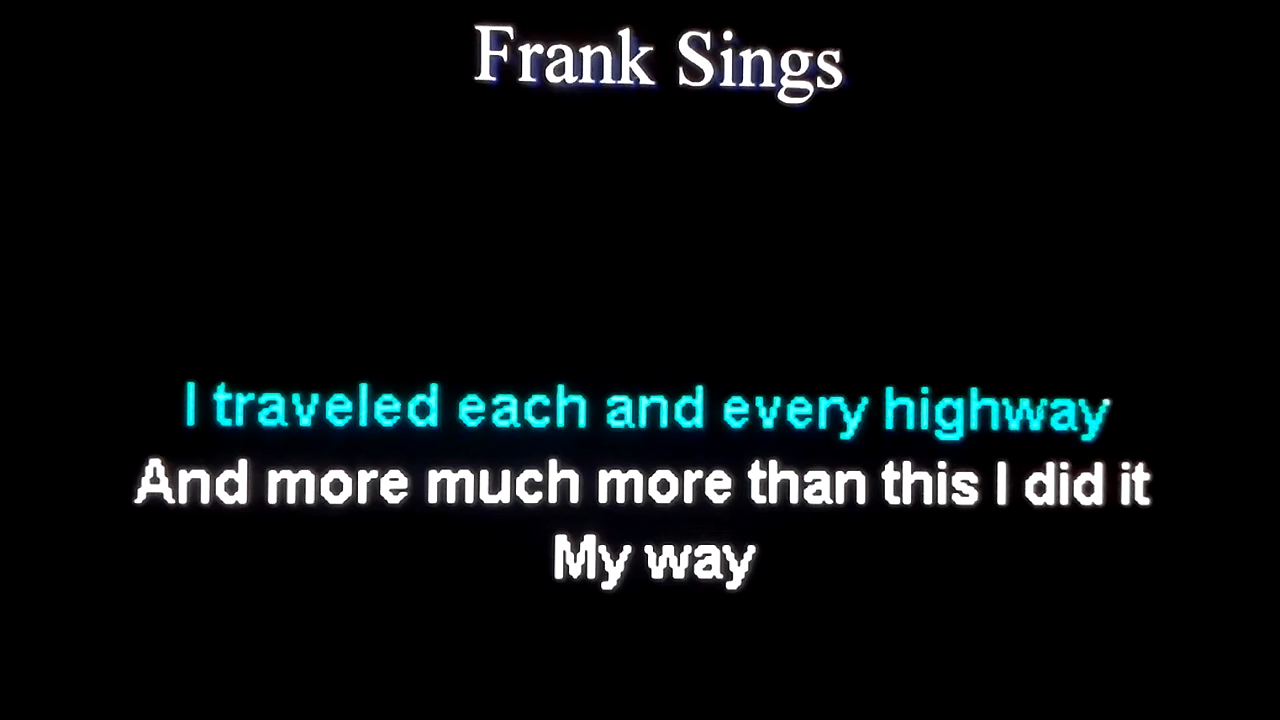 Frank Sings
I traveled each and every highway
And more much more than this I did it
My way